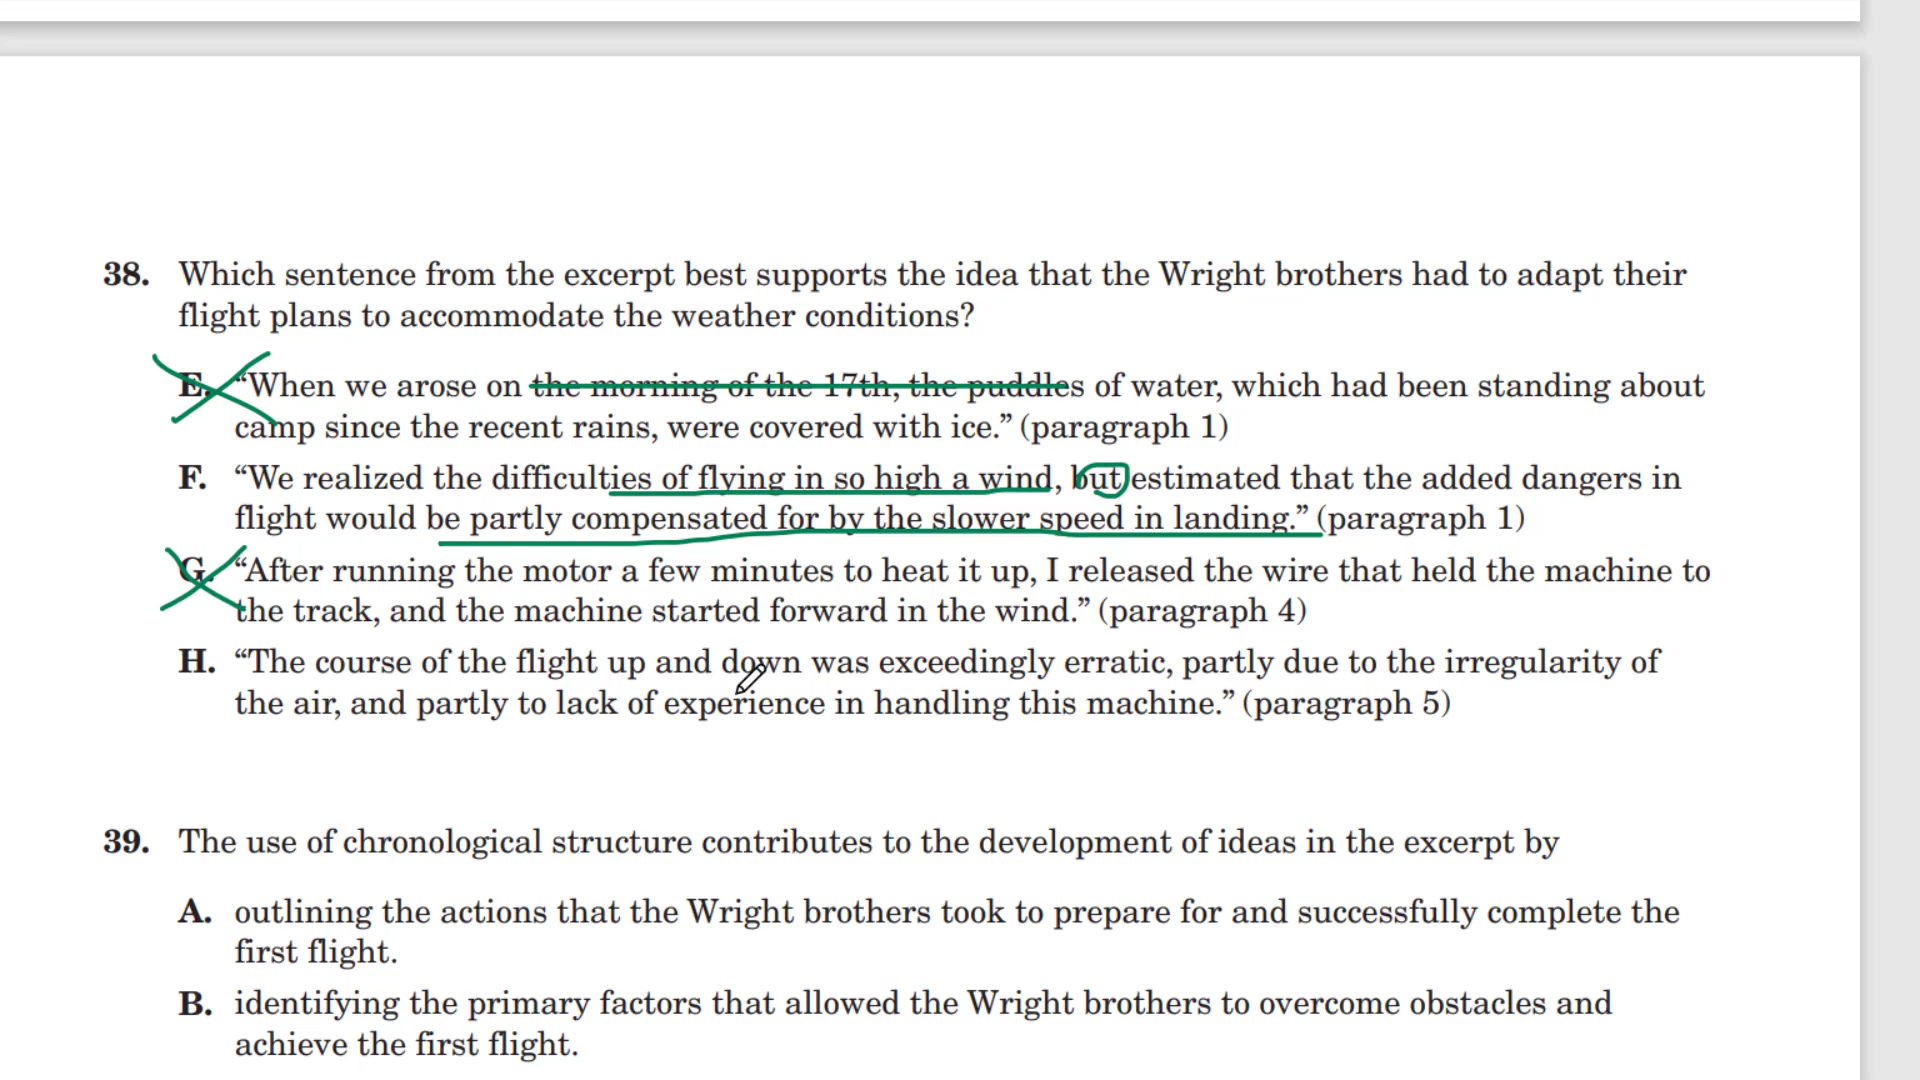 38. Which sentence from the excerpt best supports the idea that the Wright brothers had to adapt their
flight plans to accommodate the weather conditions?
E. “When we arose on the morning of the 17th, the puddles of water, which had been standing about
camp since the recent rains, were covered with ice.” (paragraph 1)
F. “We realized the difficulties of flying in so high a wind, but estimated that the added dangers in
flight would be partly compensated for by the slower speed in landing.” (paragraph 1)
G. “After running the motor a few minutes to heat it up, I released the wire that held the machine to
the track, and the machine started forward in the wind.” (paragraph 4)
H. “The course of the flight up and down was exceedingly erratic, partly due to the irregularity of
the air, and partly to lack of experience in handling this machine.” (paragraph 5)
39. The use of chronological structure contributes to the development of ideas in the excerpt by
A. outlining the actions that the Wright brothers took to prepare for and successfully complete the
first flight.
B. identifying the primary factors that allowed the Wright brothers to overcome obstacles and
achieve the first flight.